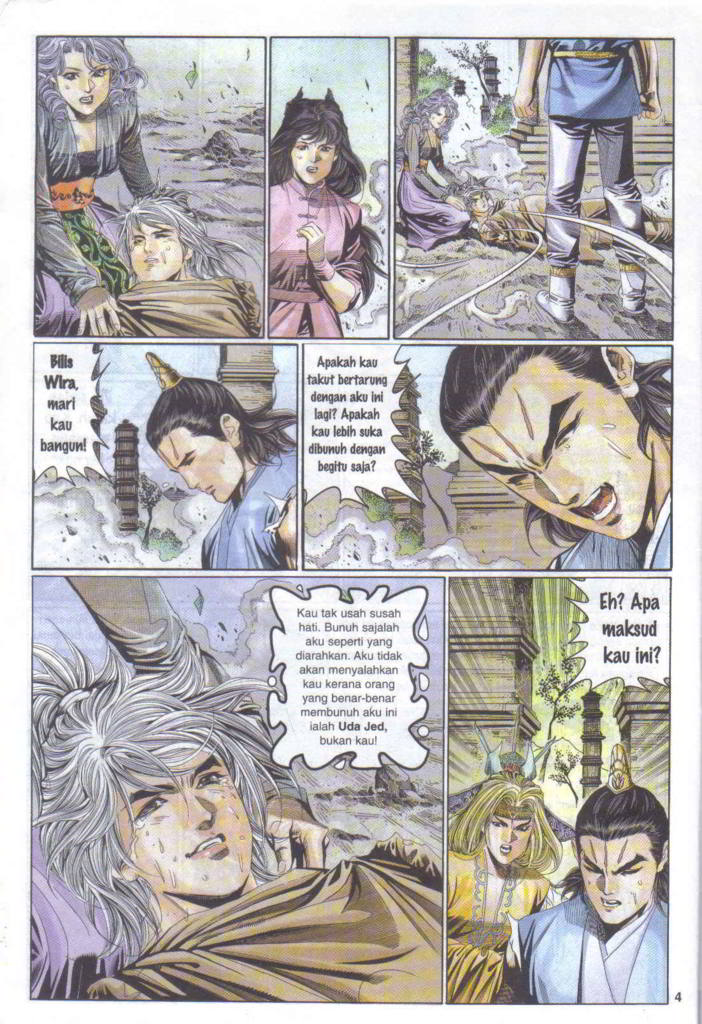 Bilis
Wira,
mari
kau
bangun!
Apakah kau
takut bertarung
dengan aku ini
lagi? Apakah
kau lebih suka
dibunuh dengan
begitu saja?
Kau tak usah susah
hati. Bunuh sajalah
aku seperti yang
diarahkan. Aku tidak
akan menyalahkan
kau kerana orang
yang benar-benar
membunuh aku ini
ialah Uda Jed,
bukan kau!
Eh? Apa
maksud
kau ini?
4